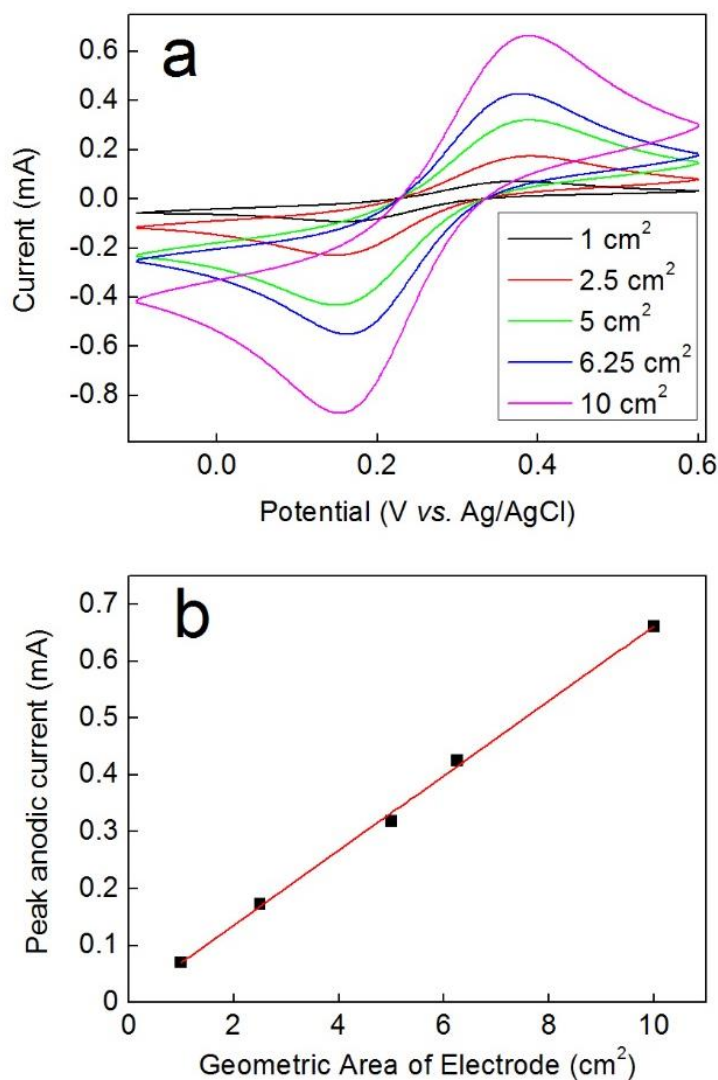 a
0.6
0.4
0.2
0.0
-0.2
-0.4
-0.6
-0.8
Current (mA)
1 cm²
2.5 cm²
5 cm²
6.25 cm²
10 cm²
0.0 0.2 0.4 0.6
Potential (V vs. Ag/AgCl)
b
0.7
0.6
0.5
0.4
0.3
0.2
0.1
0
Peak anodic current (mA)
0 2 4 6 8 10
Geometric Area of Electrode (cm²)